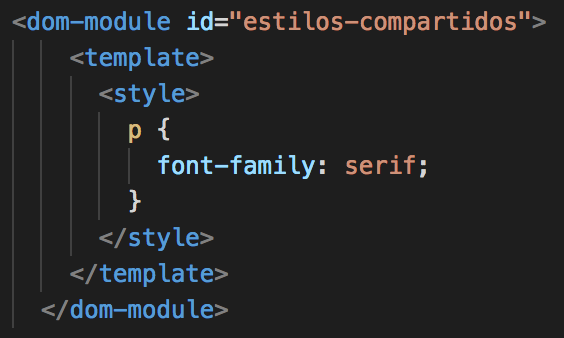 <dom-module id="estilos-compartidos">
<template>
<style>
p {
font-family: serif;
}
</style>
</template>
</dom-module>